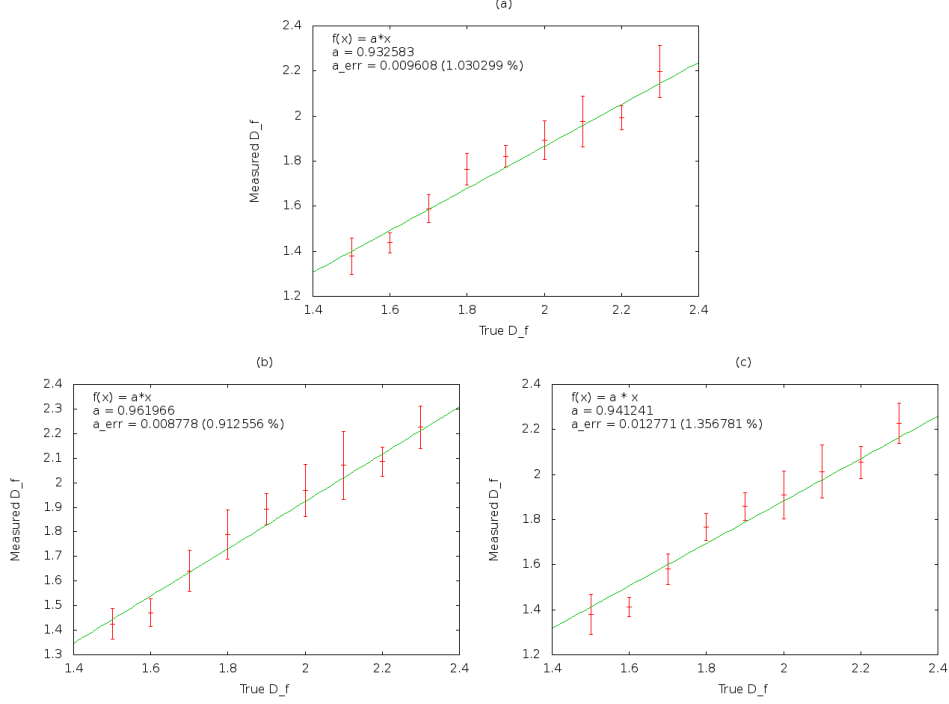 (a)
f(x) = a*x
a = 0.932583
a_err = 0.009608 (1.030299 %)
2.4
2.2
2
1.8
1.6
1.4
1.2
Measured D_f
1.4
1.6
1.8
2
2.2
2.4
True D_f
(b)
f(x) = a*x
a = 0.961966
a_err = 0.008778 (0.912556 %)
2.4
2.3
2.2
2.1
2
1.9
1.8
1.7
1.6
1.5
1.4
1.3
Measured D_f
1.4
1.6
1.8
2
2.2
2.4
True D_f
(c)
f(x) = a * x
a = 0.941241
a_err = 0.012771 (1.356781 %)
2.4
2.2
2
1.8
1.6
1.4
1.2
Measured D_f
1.4
1.6
1.8
2
2.2
2.4
True D_f